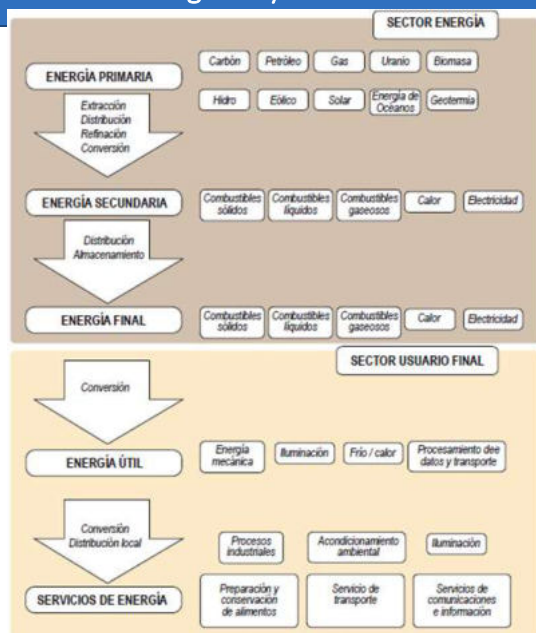 SECTOR ENERGÍA
Carbón Petróleo Gas Uranio Biomasa
ENERGÍA PRIMARIA
Hidro Eólico Solar Energía de Océanos Geotermia
Extracción
Distribución
Refinación
Conversión
ENERGÍA SECUNDARIA
Combustibles sólidos
Combustibles líquidos
Combustibles gaseosos
Calor
Electricidad
Distribución
Almacenamiento
ENERGÍA FINAL
Combustibles sólidos
Combustibles líquidos
Combustibles gaseosos
Calor
Electricidad
SECTOR USUARIO FINAL
Conversión
ENERGÍA ÚTIL
Energía mecánica
Iluminación
Frío / calor
Procesamiento dee datos y transporte
Conversión
Distribución local
Procesos industriales
Acondicionamiento ambiental
Iluminación
SERVICIOS DE ENERGÍA
Preparación y conservación de alimentos
Servicio de transporte
Servicios de comunicaciones e información